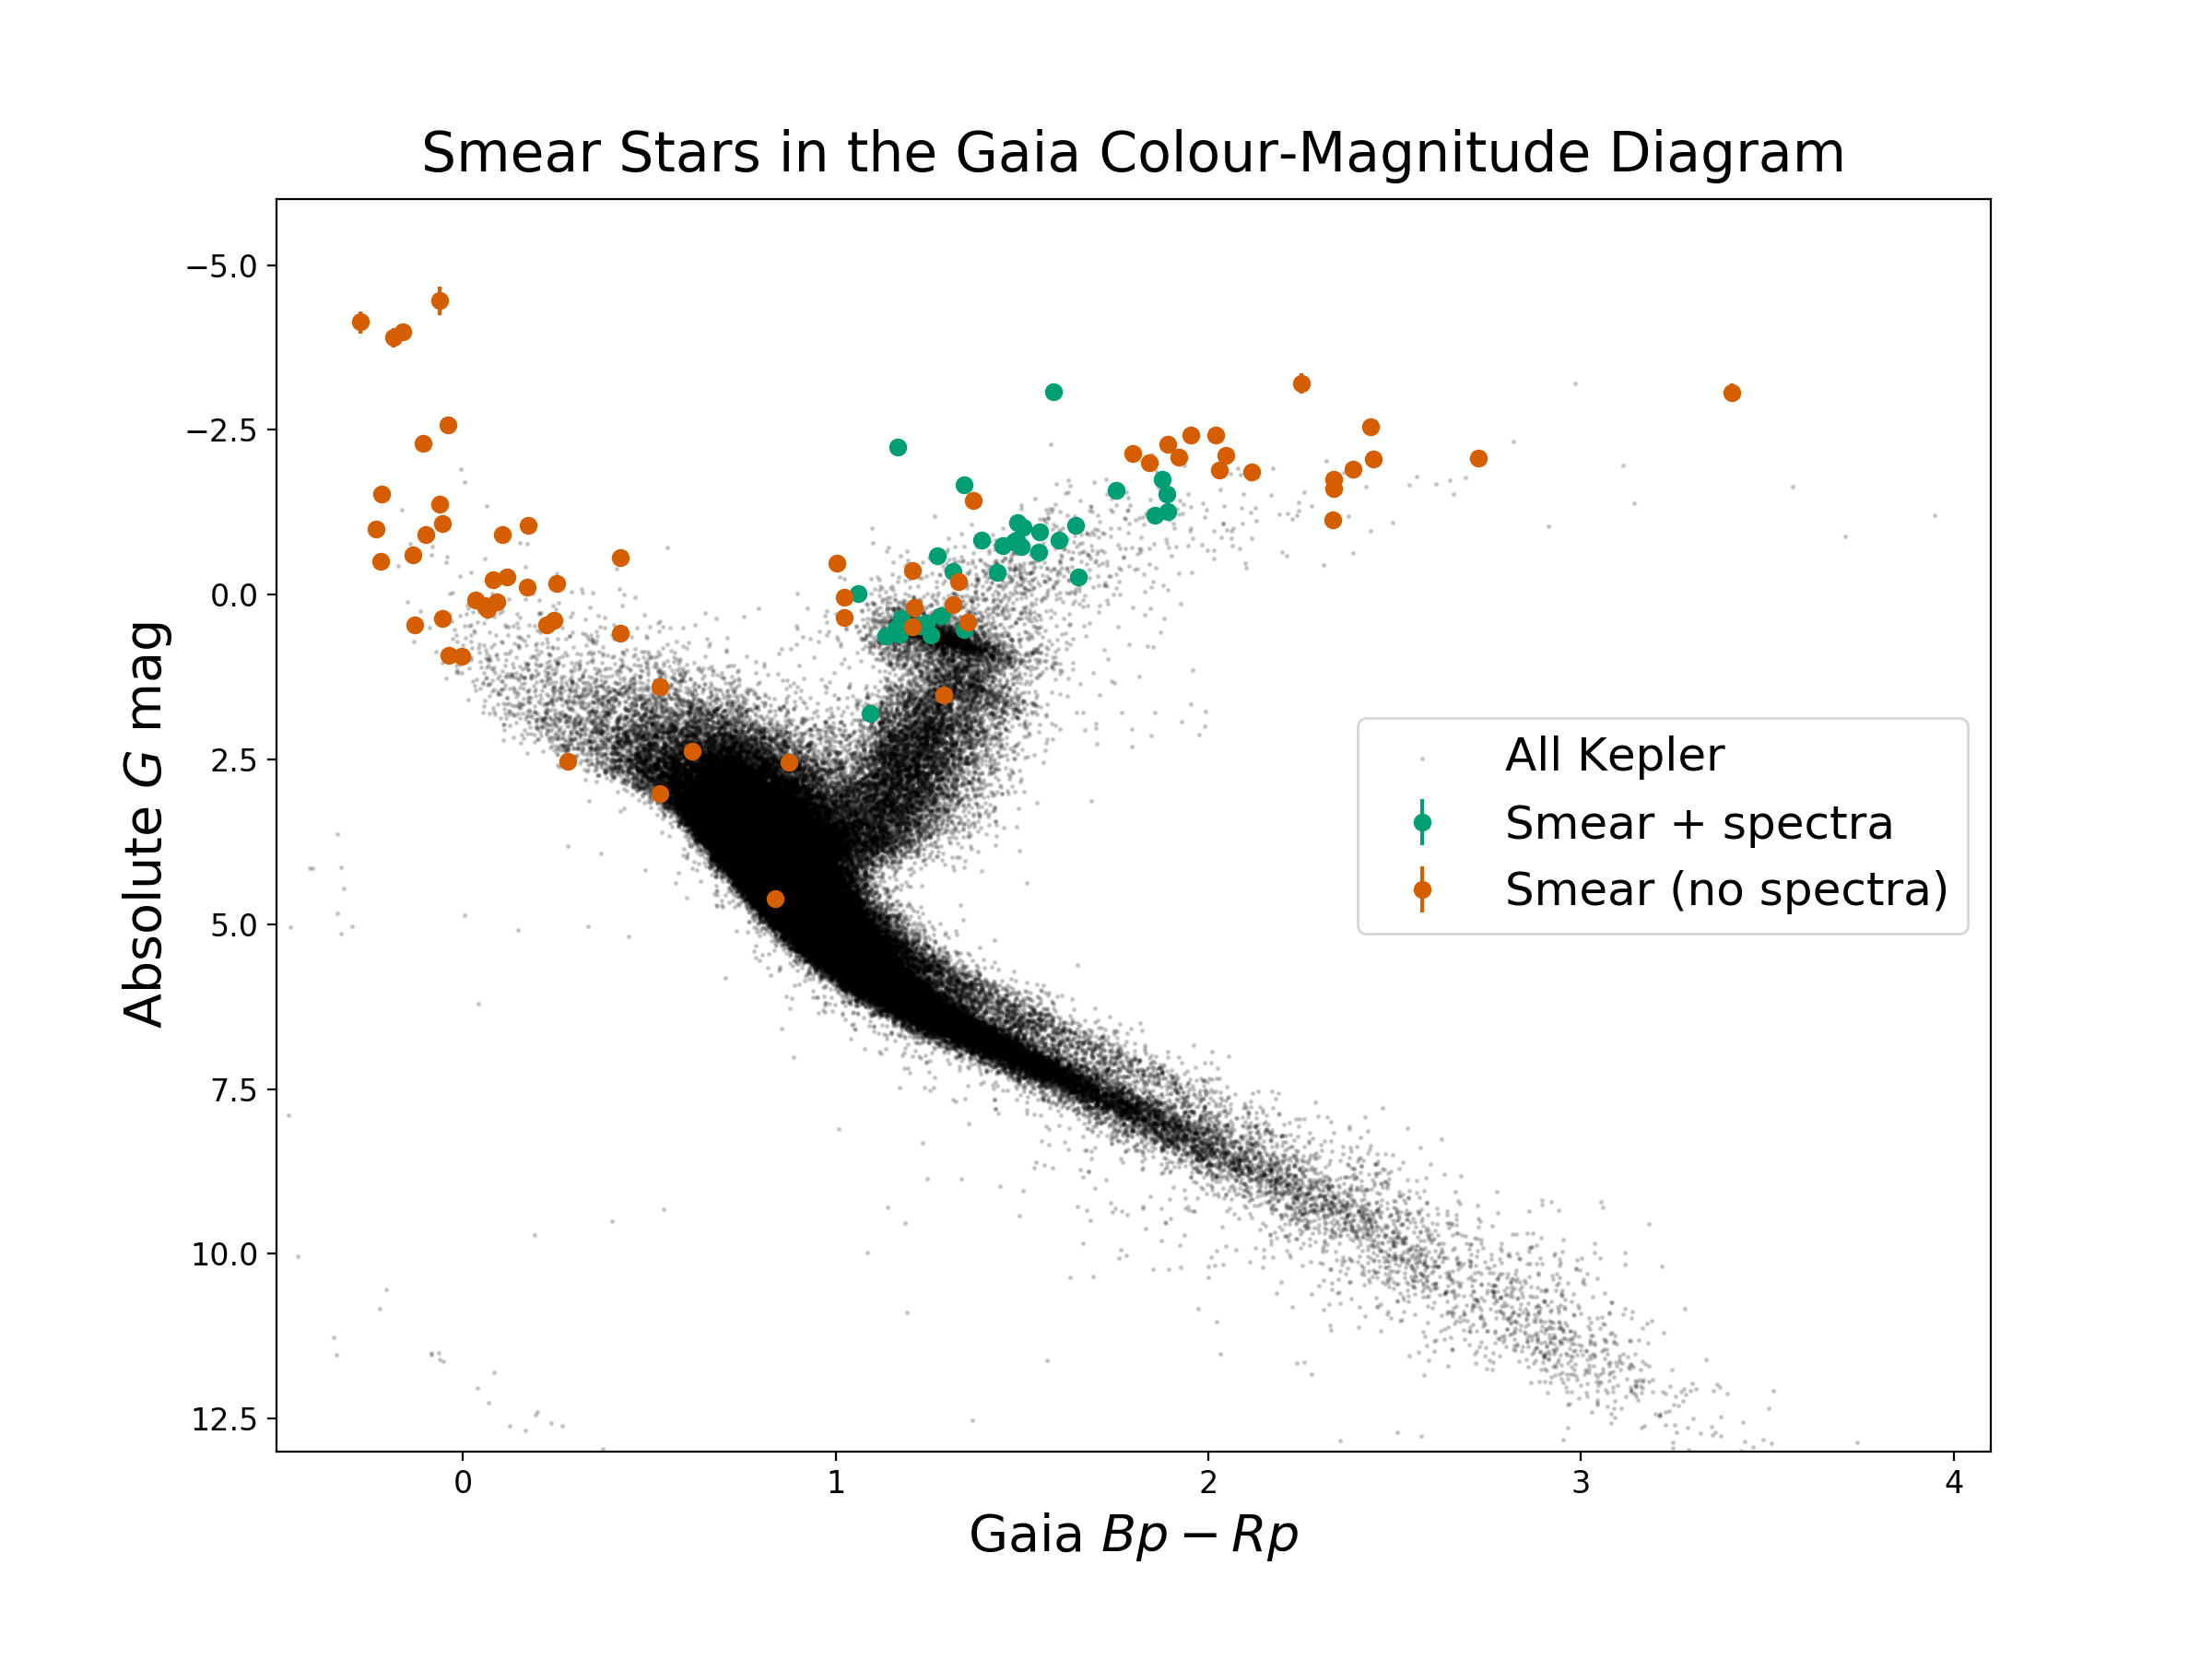 Smear Stars in the Gaia Colour-Magnitude Diagram
−5.0
−2.5
0.0
2.5
5.0
7.5
10.0
12.5
Absolute G mag
All Kepler
Smear + spectra
Smear (no spectra)
0 1 2 3 4
Gaia Bp − Rp